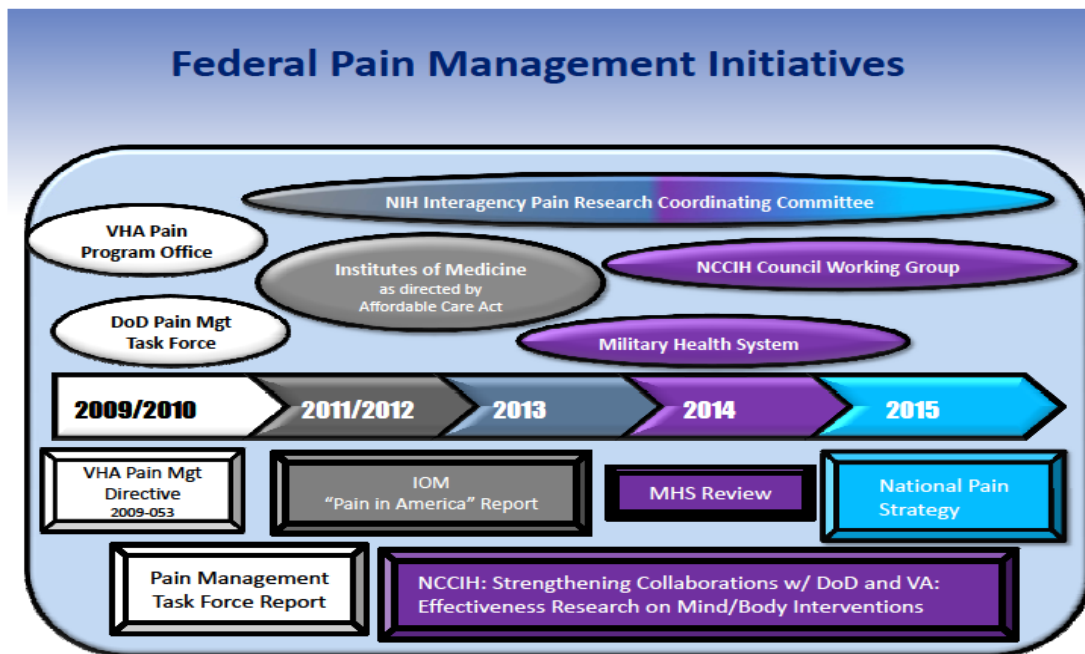 Federal Pain Management Initiatives
NIH Interagency Pain Research Coordinating Committee
VHA Pain
Program Office
Institutes of Medicine
as directed by
Affordable Care Act
NCCIH Council Working Group
DoD Pain Mgt
Task Force
Military Health System
2009/2010
2011/2012
2013
2014
2015
VHA Pain Mgt
Directive
2009-053
IOM
“Pain in America” Report
MHS Review
National Pain
Strategy
Pain Management
Task Force Report
NCCIH: Strengthening Collaborations w/ DoD and VA:
Effectiveness Research on Mind/Body Interventions